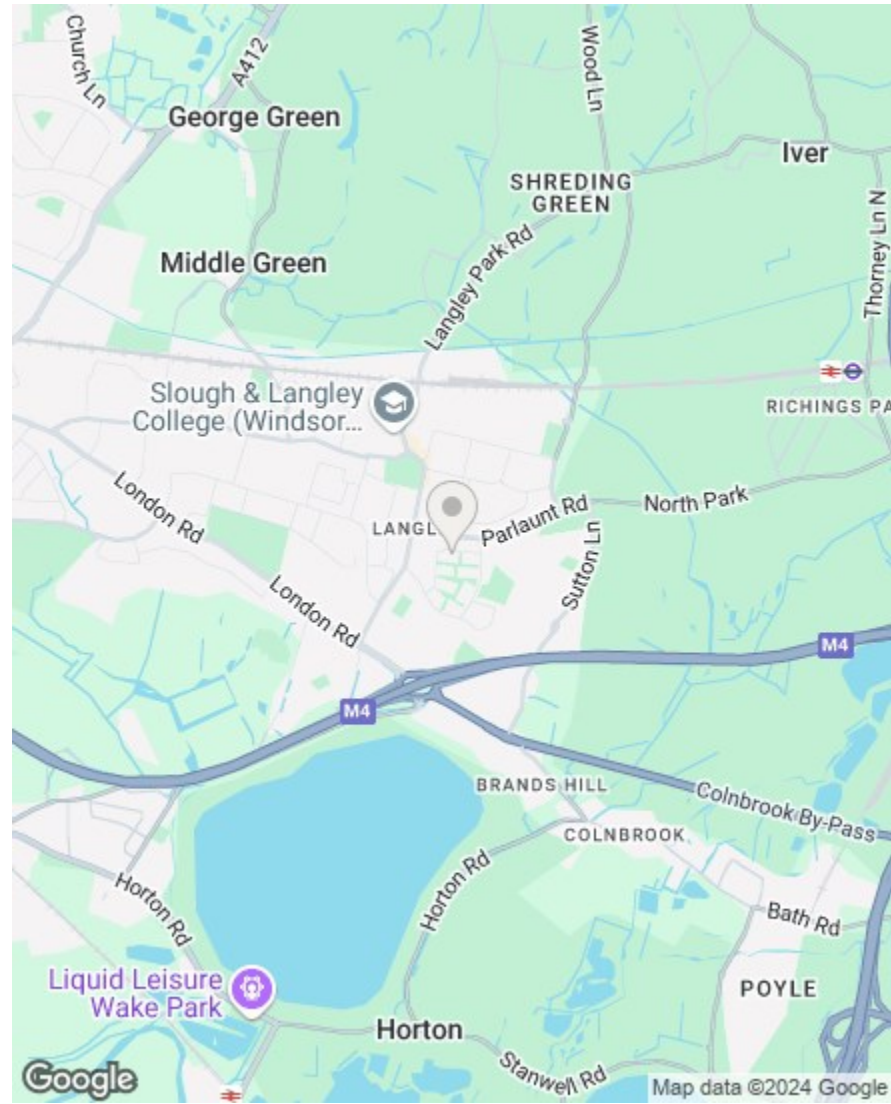 Church Ln
A412
Wood Ln
George Green
Iver
SHREDING
GREEN
Thorney Ln N
Middle Green
Langley Park Rd
Slough & Langley
College (Windsor...
RICHINGS PA
London Rd
North Park
LANGL
Parlaunt Rd
Sutton Ln
London Rd
M4
M4
BRANDS HILL
Colnbrook By-Pass
COLNBROOK
Horton Rd
Horton Rd
Bath Rd
Liquid Leisure
Wake Park
POYLE
Horton
Stanwell Rd
Google
Map data ©2024 Google